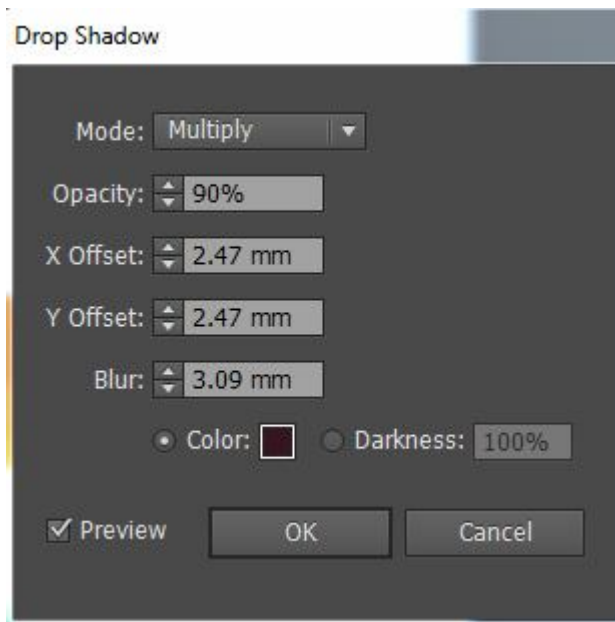 Drop Shadow
Mode: Multiply
Opacity: 90%
X Offset: 2.47 mm
Y Offset: 2.47 mm
Blur: 3.09 mm
Color: Darkness: 100%
Preview OK Cancel